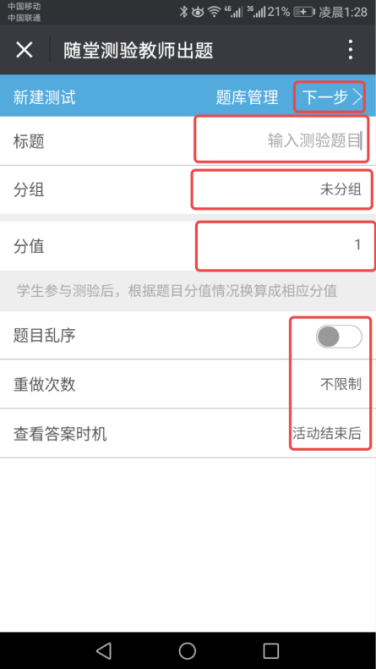 中国移动
中国联通
4G 3G 21% 凌晨1:28
随堂测验教师出题
新建测试 题库管理 下一步
标题 输入测验题目
分组 未分组
分值 1
学生参与测验后，根据题目分值情况换算成相应分值
题目乱序
重做次数 不限制
查看答案时机 活动结束后